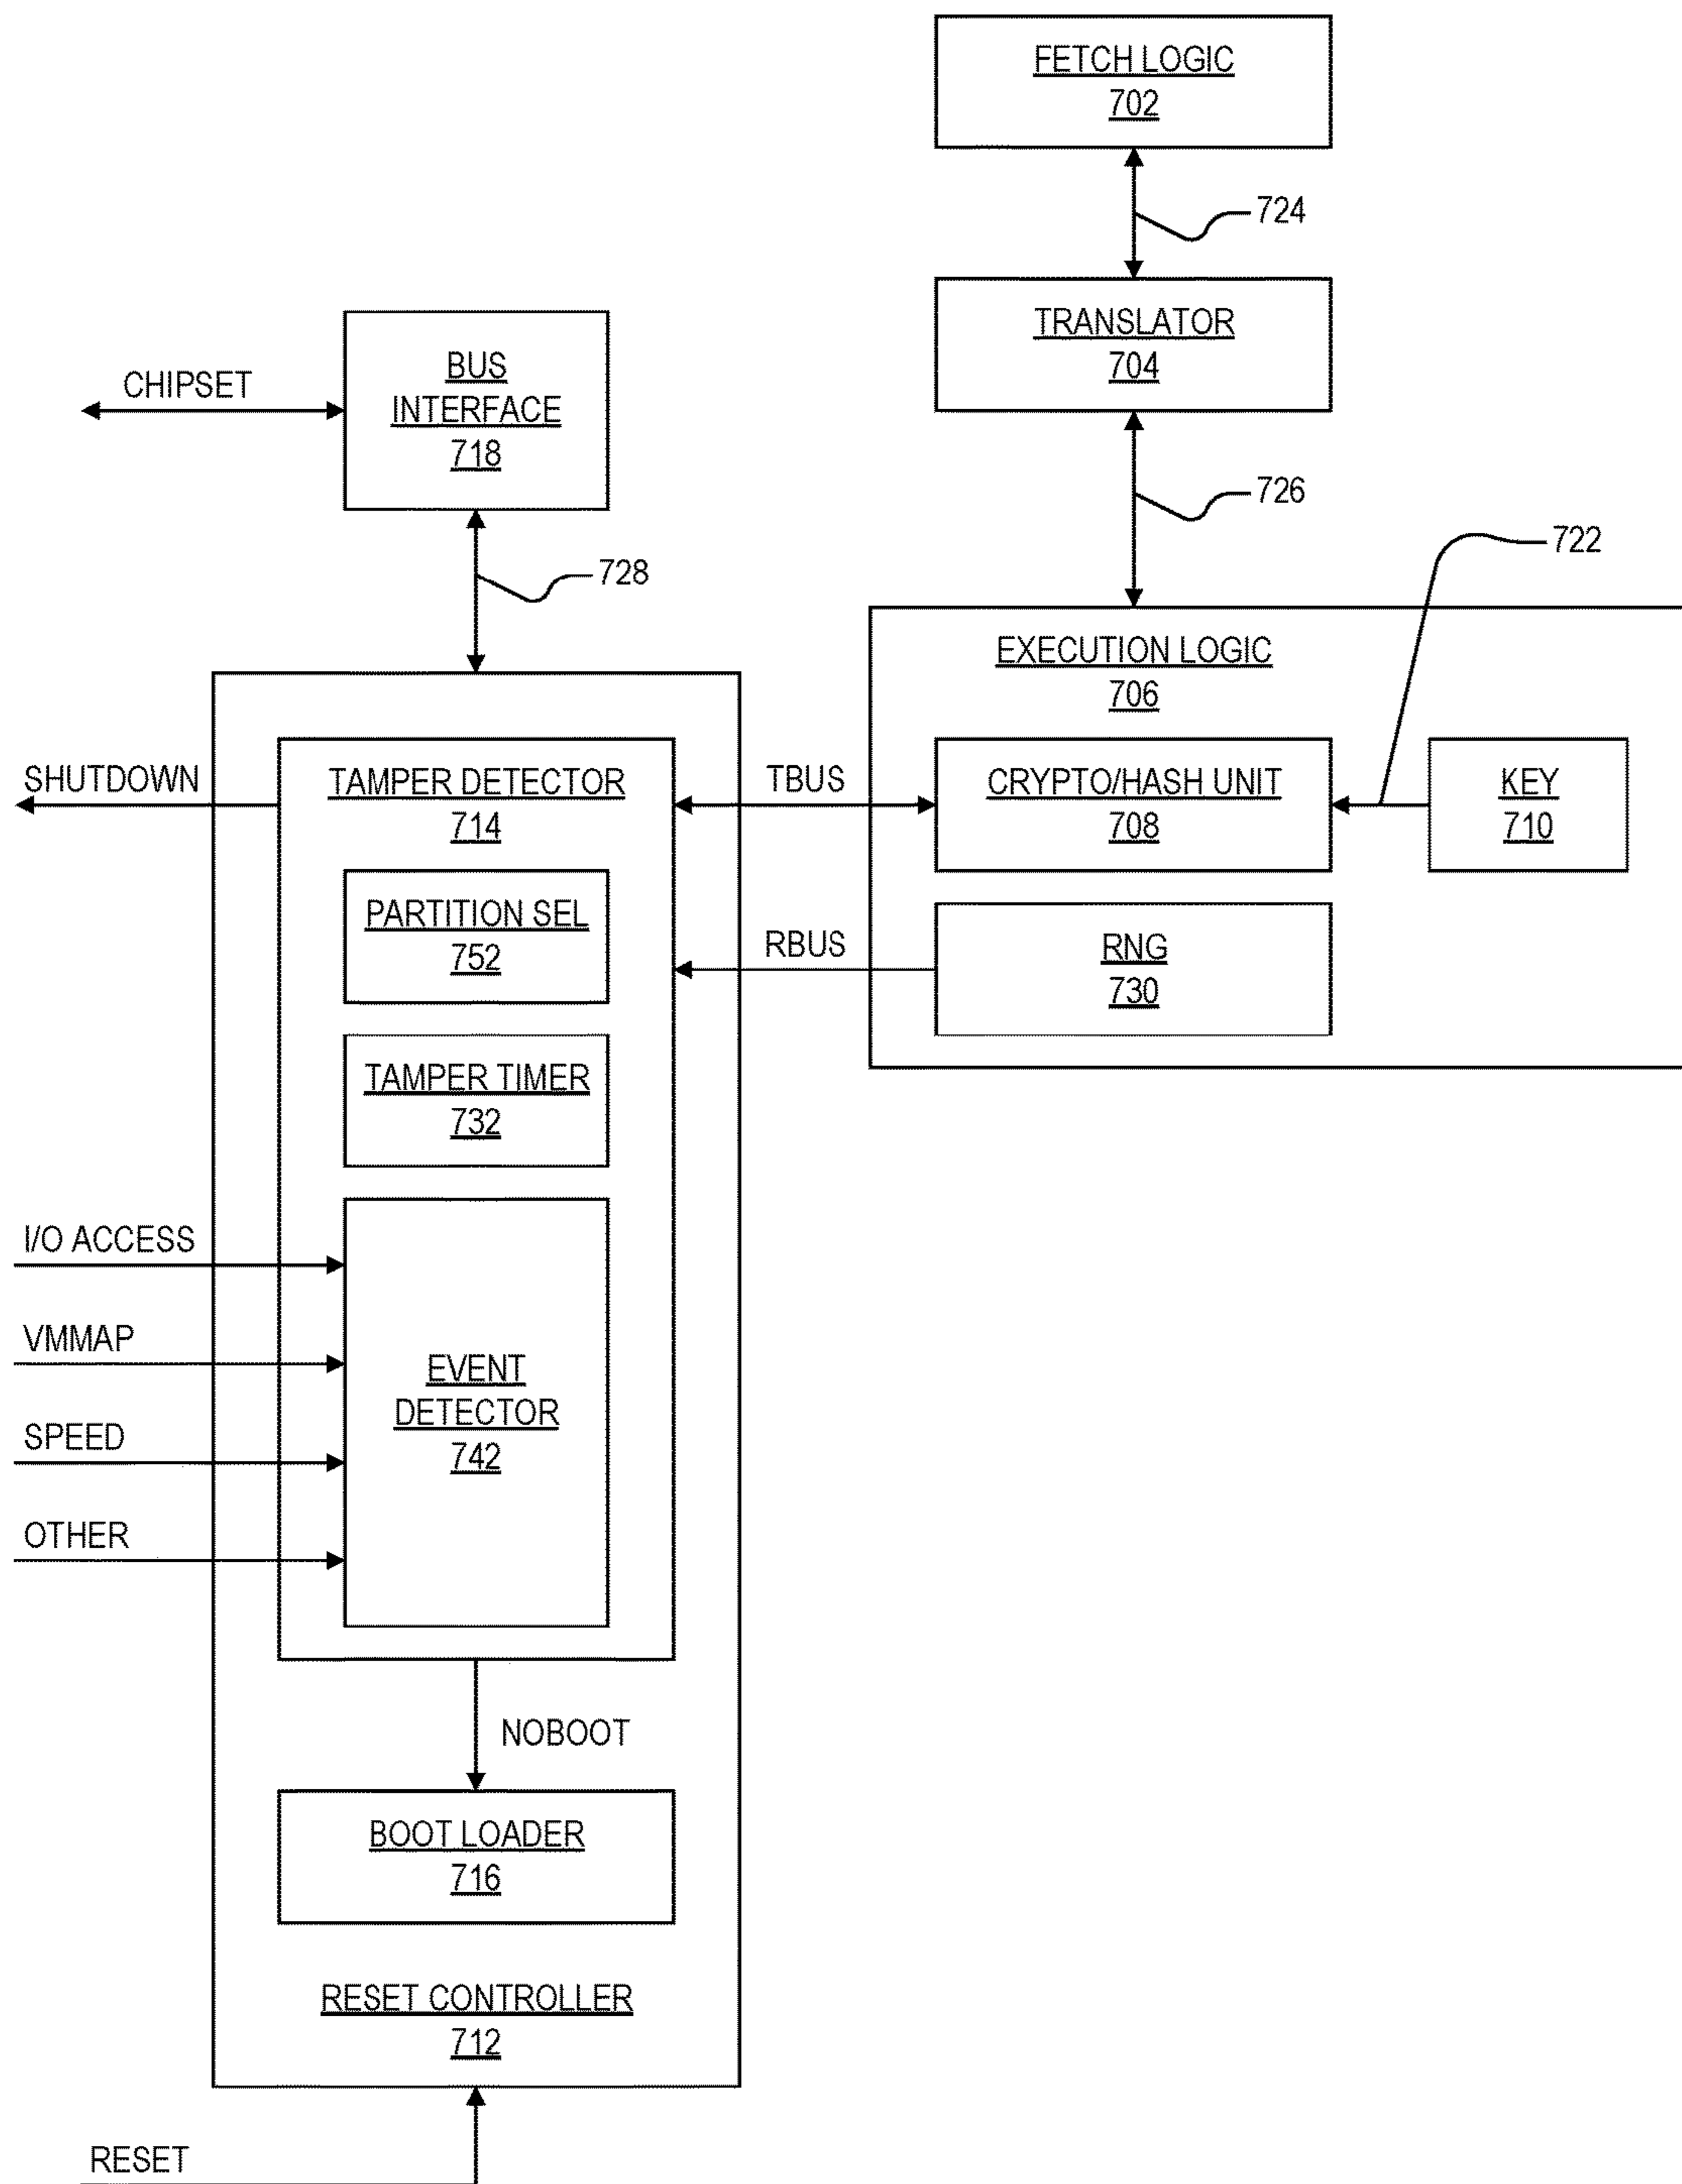 FETCH LOGIC
702
724
TRANSLATOR
704
BUS
INTERFACE
718
CHIPSET
726
722
728
EXECUTION LOGIC
706
SHUTDOWN
TAMPER DETECTOR
714
TBUS
CRYPTO/HASH UNIT
708
KEY
710
PARTITION SEL
752
RBUS
RNG
730
TAMPER TIMER
732
I/O ACCESS
VMMAP
SPEED
OTHER
EVENT
DETECTOR
742
NOBOOT
BOOT LOADER
716
RESET CONTROLLER
712
RESET